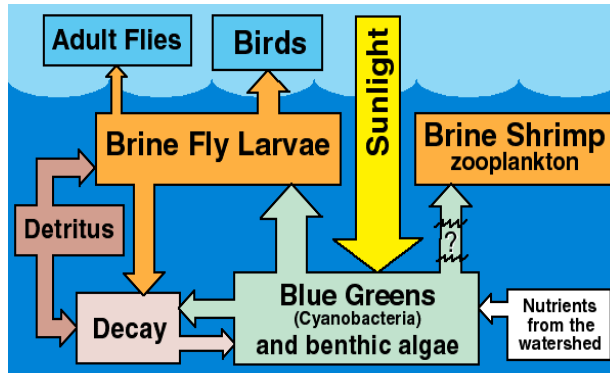 Adult Flies
Birds
Sunlight
Brine Fly Larvae
Brine Shrimp
zooplankton
Detritus
?
Blue Greens
(Cyanobacteria)
and benthic algae
Decay
Nutrients
from the
watershed